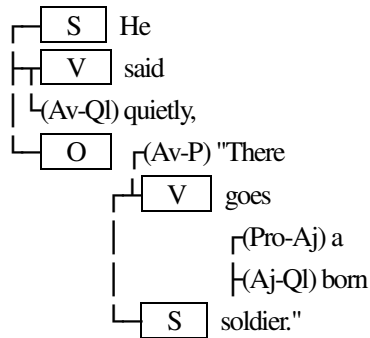 S He
V said
(Av-Ql) quietly,
O (Av-P) "There
V goes
(Pro-Aj) a
(Aj-Ql) born
S soldier."